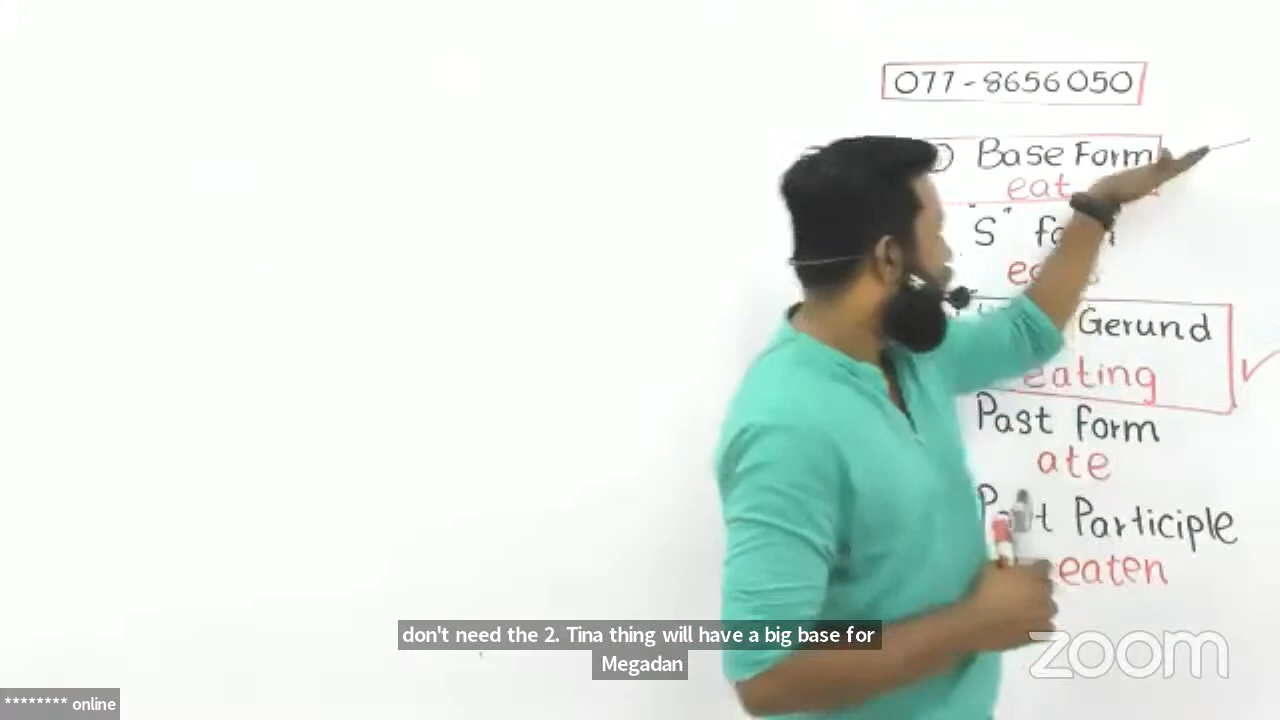 077-8656050
Base Form
eat
"S"
Gerund
eating
Past form
ate
Participle
eaten
don't need the 2. Tina thing will have a big base for
Megadan
zoom
******** online